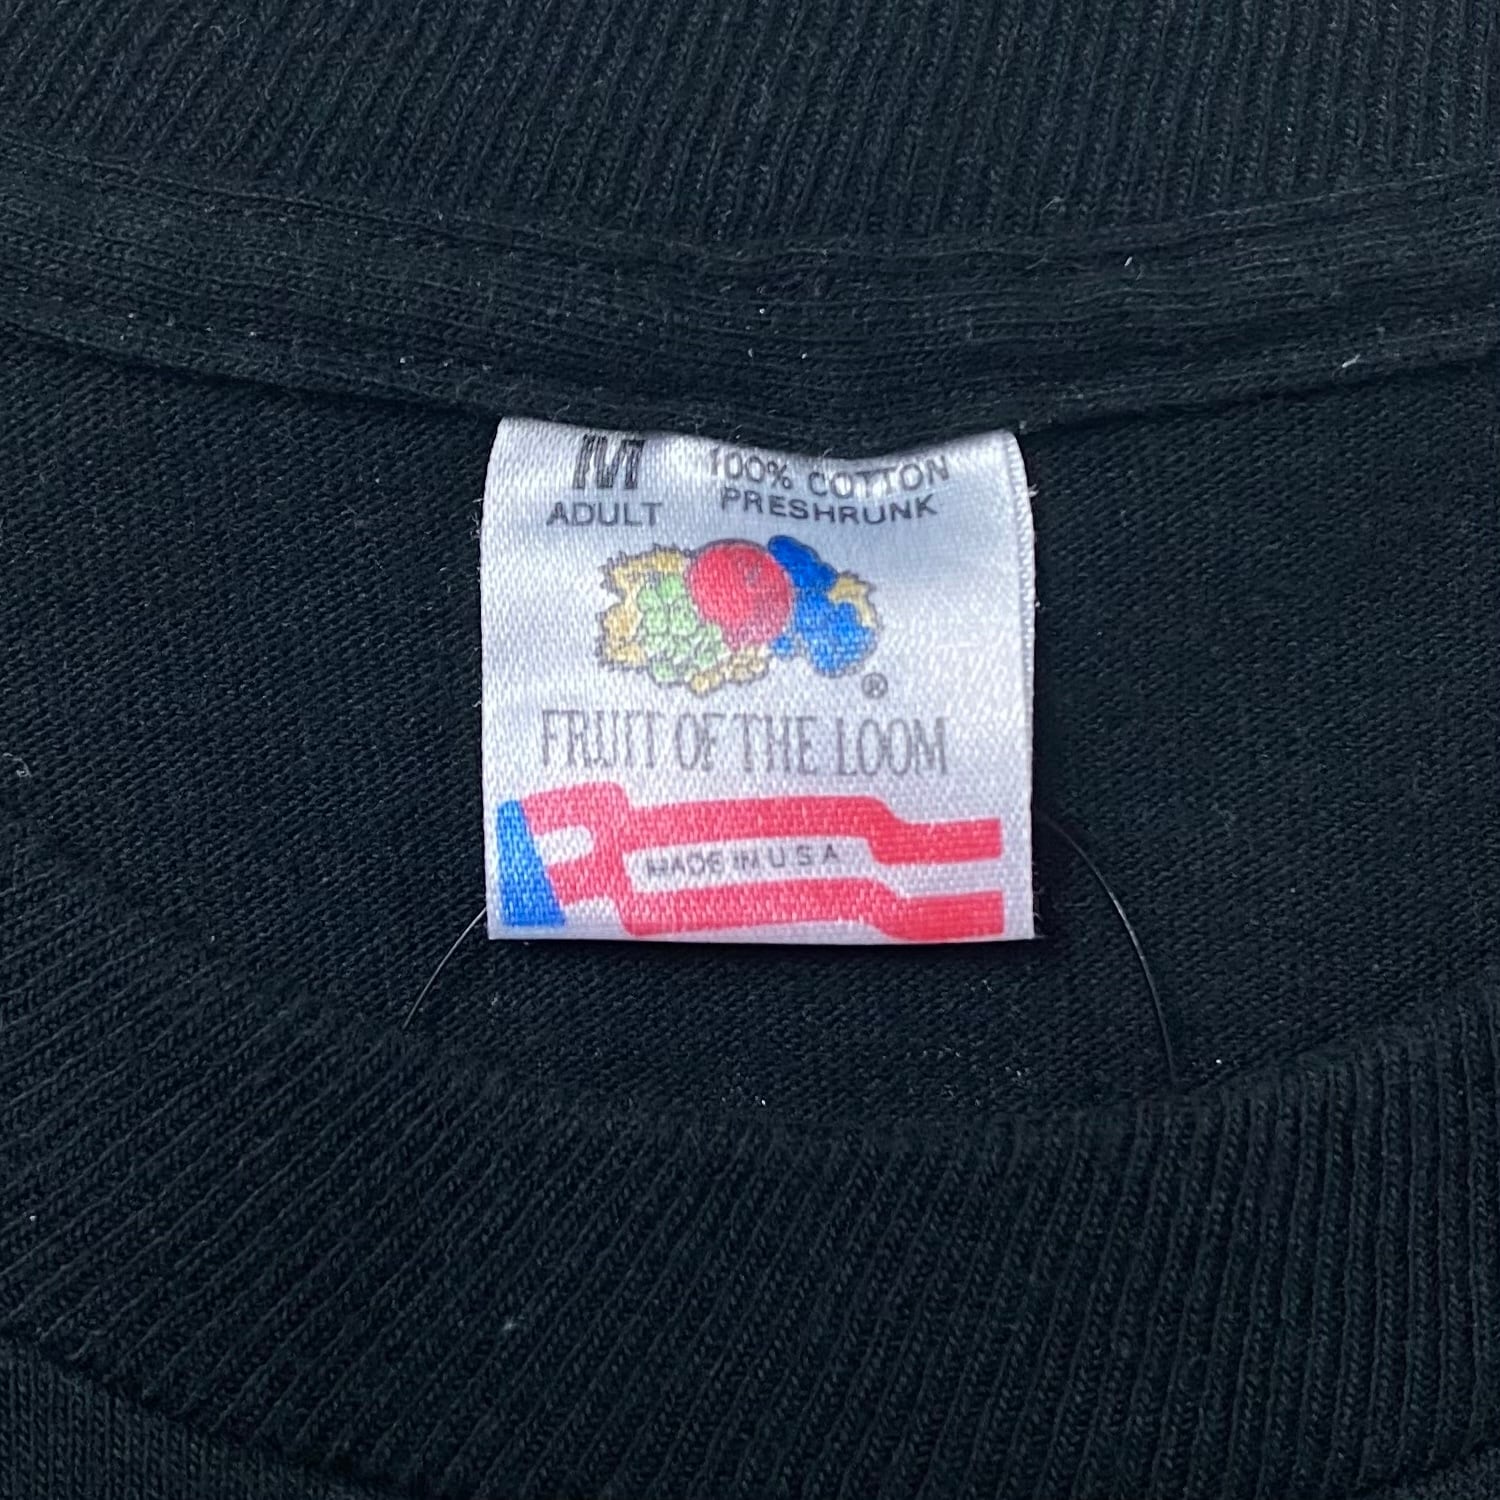 M
ADULT
100% COTTON
PRESHRUNK
®
FRUIT OF THE LOOM
MADE IN U S A